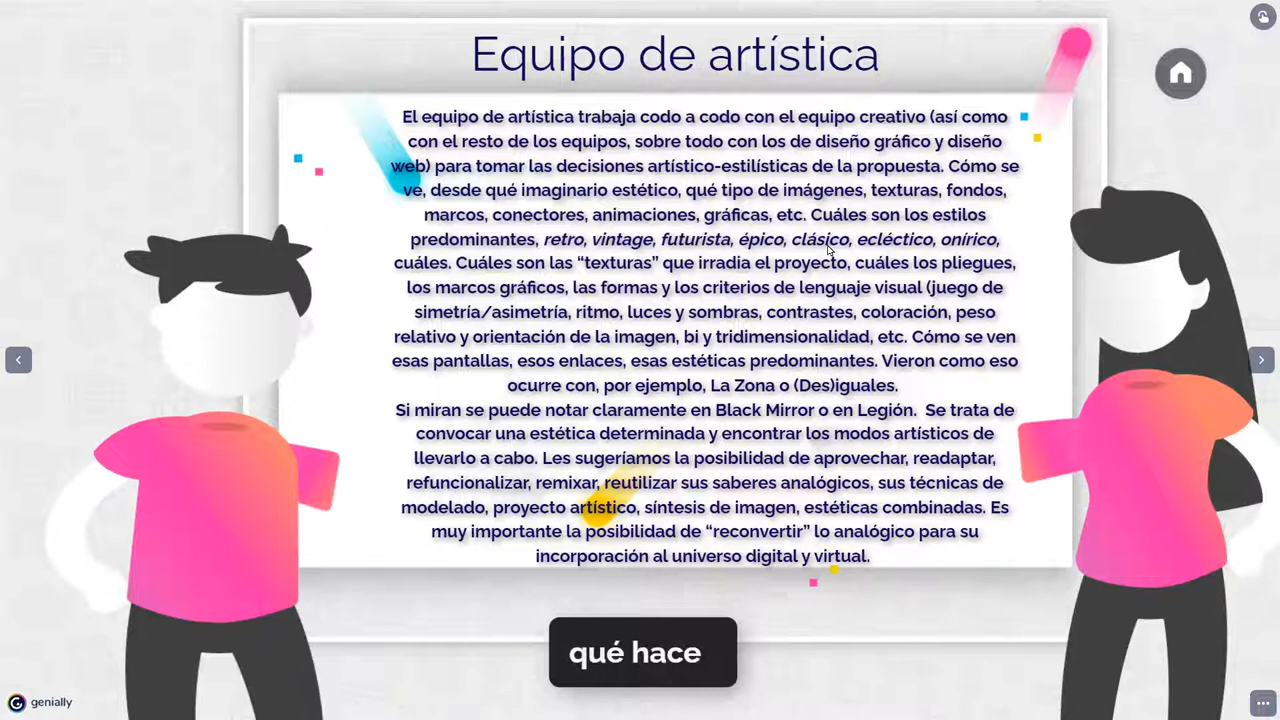 Equipo de artística
El equipo de artística trabaja codo a codo con el equipo creativo (así como
con el resto de los equipos, sobre todo con los de diseño gráfico y diseño
web) para tomar las decisiones artístico-estilísticas de la propuesta. Cómo se
ve, desde qué imaginario estético, qué tipo de imágenes, texturas, fondos,
marcos, conectores, animaciones, gráficas, etc. Cuáles son los estilos
predominantes, retro, vintage, futurista, épico, clásico, ecléctico, onírico,
cuáles. Cuáles son las “texturas” que irradia el proyecto, cuáles los pliegues,
los marcos gráficos, las formas y los criterios de lenguaje visual (juego de
simetría/asimetría, ritmo, luces y sombras, contrastes, coloración, peso
relativo y orientación de la imagen, bi y tridimensionalidad, etc. Cómo se ven
esas pantallas, esos enlaces, esas estéticas predominantes. Vieron como eso
ocurre con, por ejemplo, La Zona o (Des)iguales.
Si miran se puede notar claramente en Black Mirror o en Legión. Se trata de
convocar una estética determinada y encontrar los modos artísticos de
llevarlo a cabo. Les sugeríamos la posibilidad de aprovechar, readaptar,
refuncionalizar, remixar, reutilizar sus saberes analógicos, sus técnicas de
modelado, proyecto artístico, síntesis de imagen, estéticas combinadas. Es
muy importante la posibilidad de “reconvertir” lo analógico para su
incorporación al universo digital y virtual.
qué hace
genially